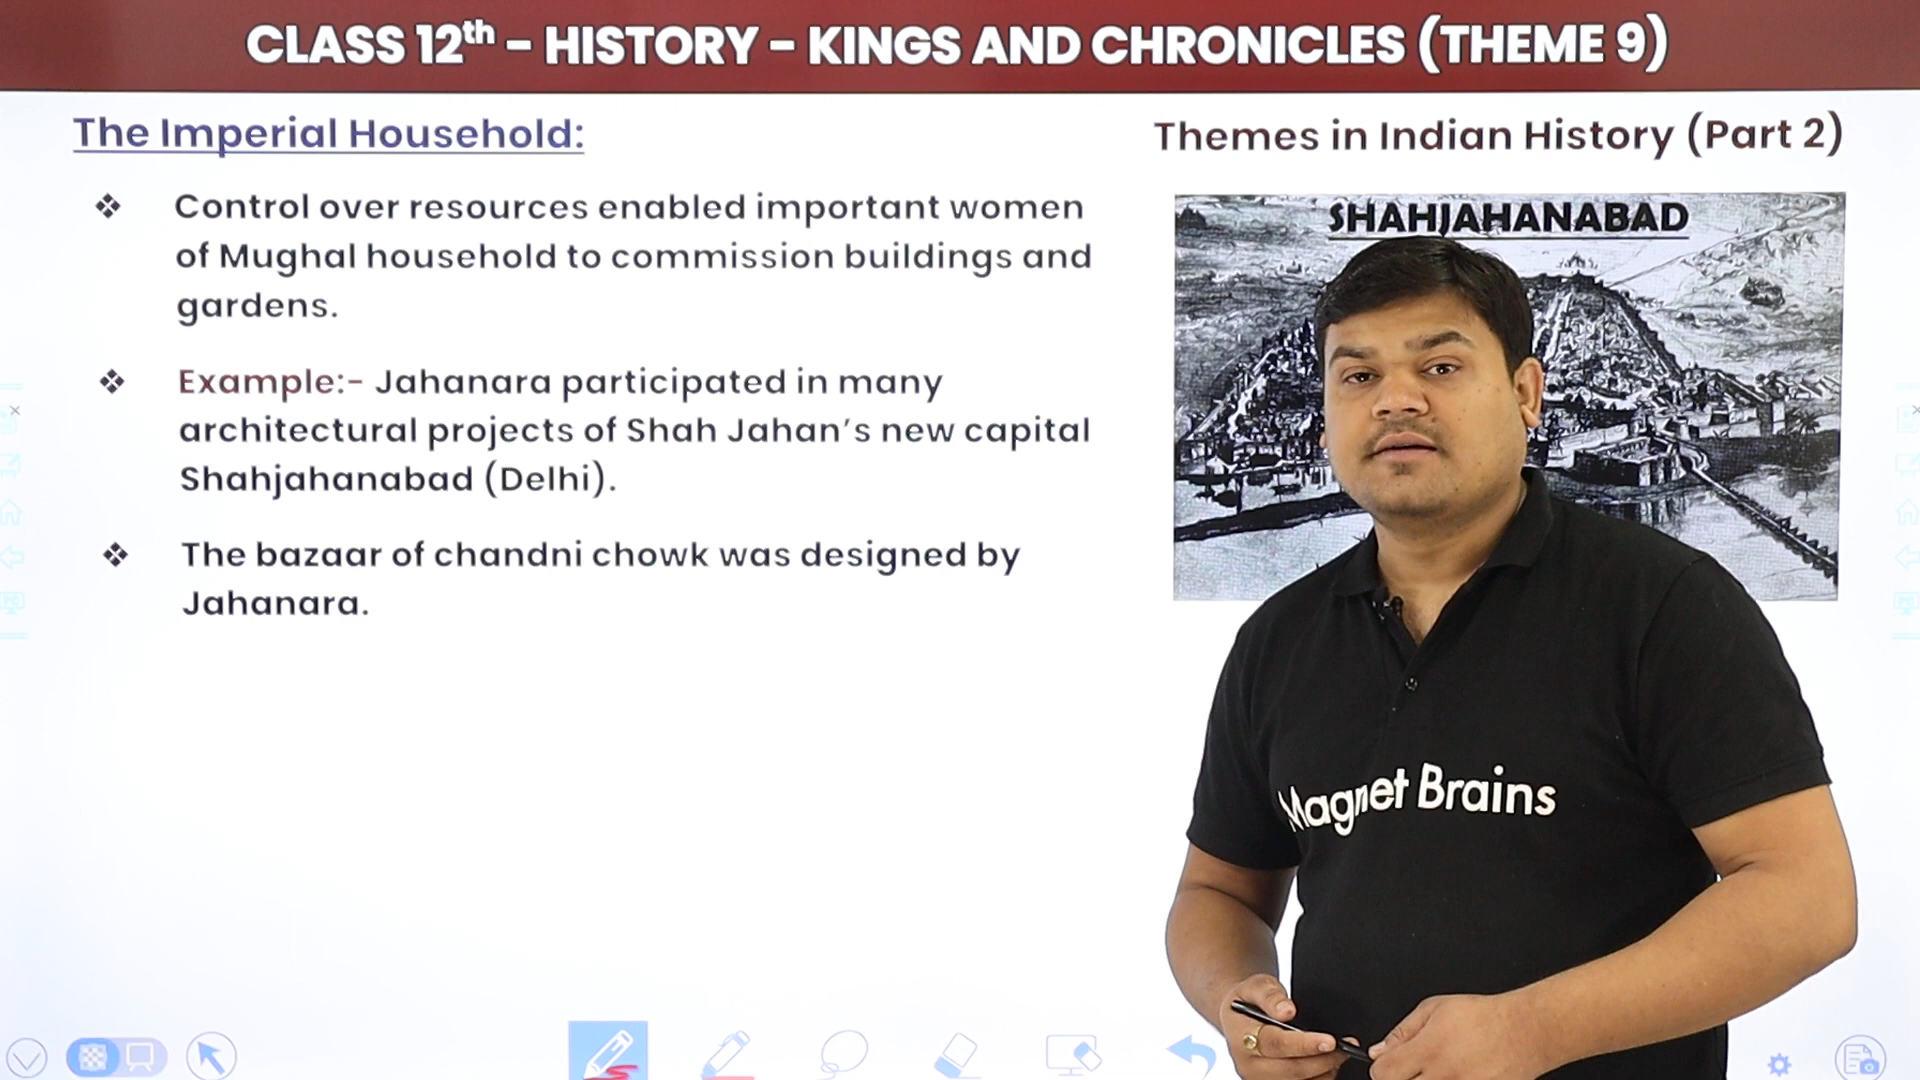 CLASS 12th – HISTORY – KINGS AND CHRONICLES (THEME 9)
The Imperial Household:
Themes in Indian History (Part 2)
❖ Control over resources enabled important women
of Mughal household to commission buildings and
gardens.
❖ Example:- Jahanara participated in many
architectural projects of Shah Jahan's new capital
Shahjahanabad (Delhi).
❖ The bazaar of chandni chowk was designed by
Jahanara.
SHAHJAHANABAD
Magnet Brains